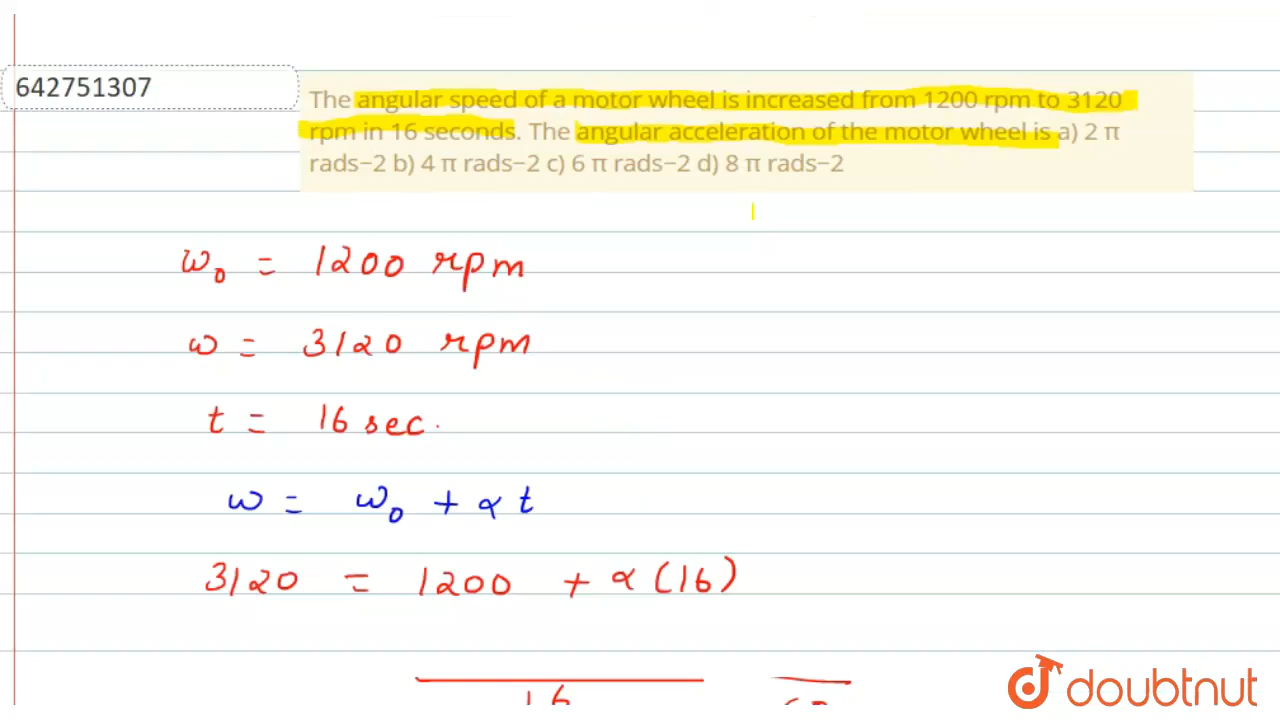 642751307
The angular speed of a motor wheel is increased from 1200 rpm to 3120
rpm in 16 seconds. The angular acceleration of the motor wheel is a) 2 π
rads−2 b) 4 π rads−2 c) 6 π rads−2 d) 8 π rads−2
ω₀ = 1200 rpm
ω = 3120 rpm
t = 16 sec.
ω = ω₀ + α t
3120 = 1200 + α (16)
16
doubtnut